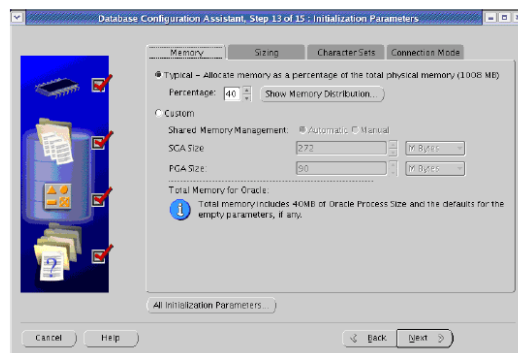 Database Configuration Assistant, Step 13 of 15 : Initialization Parameters
Memory Sizing Character Sets Connection Mode
Typical – Allocate memory as a percentage of the total physical memory (1008 MB)
Percentage: 40 Show Memory Distribution...
Custom
Shared Memory Management: Automatic Manual
SGA Size: 272 M Bytes
PGA Size: 90 M Bytes
Total Memory for Oracle:
Total memory includes 40MB of Oracle Process Size and the defaults for the
empty parameters, if any.
All Initialization Parameters...
Cancel Help Back Next